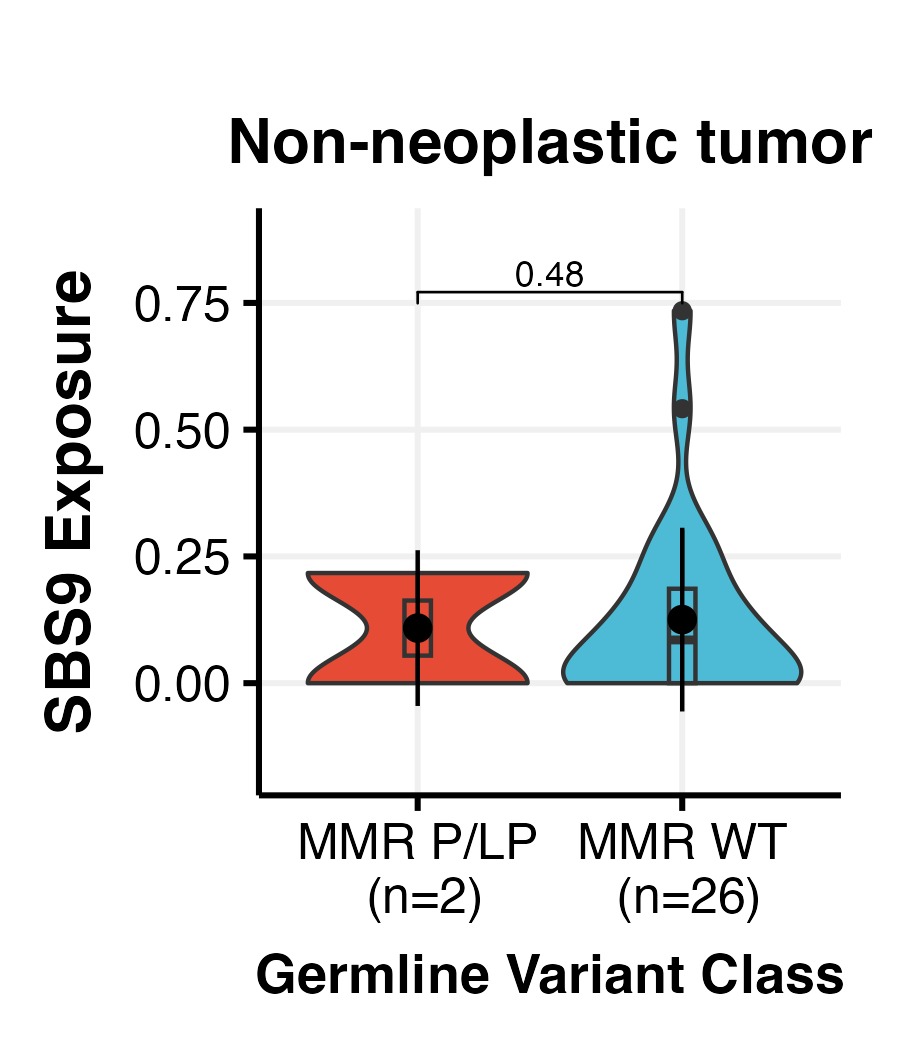 Non-neoplastic tumor
0.48
0.75
0.50
0.25
0.00
SBS9 Exposure
MMR P/LP
(n=2)
MMR WT
(n=26)
Germline Variant Class